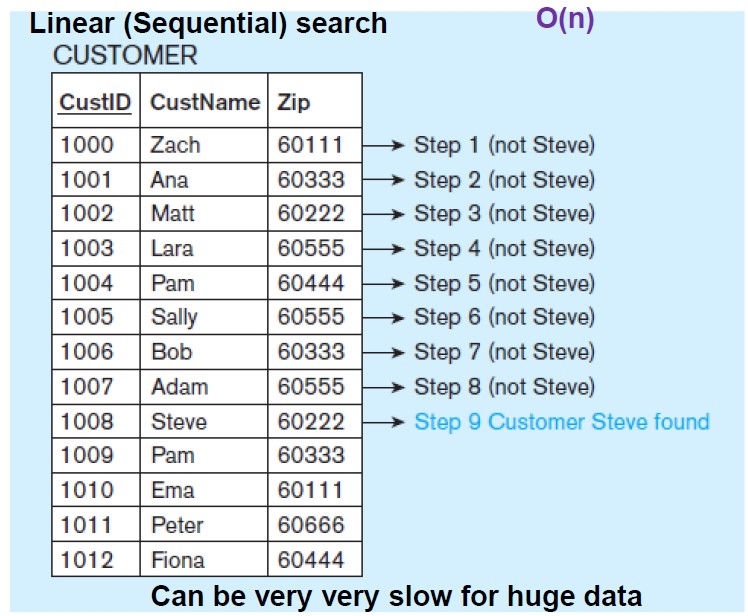 Linear (Sequential) search O(n)
CUSTOMER
CustID CustName Zip
1000 Zach 60111 Step 1 (not Steve)
1001 Ana 60333 Step 2 (not Steve)
1002 Matt 60222 Step 3 (not Steve)
1003 Lara 60555 Step 4 (not Steve)
1004 Pam 60444 Step 5 (not Steve)
1005 Sally 60555 Step 6 (not Steve)
1006 Bob 60333 Step 7 (not Steve)
1007 Adam 60555 Step 8 (not Steve)
1008 Steve 60222 Step 9 Customer Steve found
1009 Pam 60333
1010 Ema 60111
1011 Peter 60666
1012 Fiona 60444
Can be very very slow for huge data